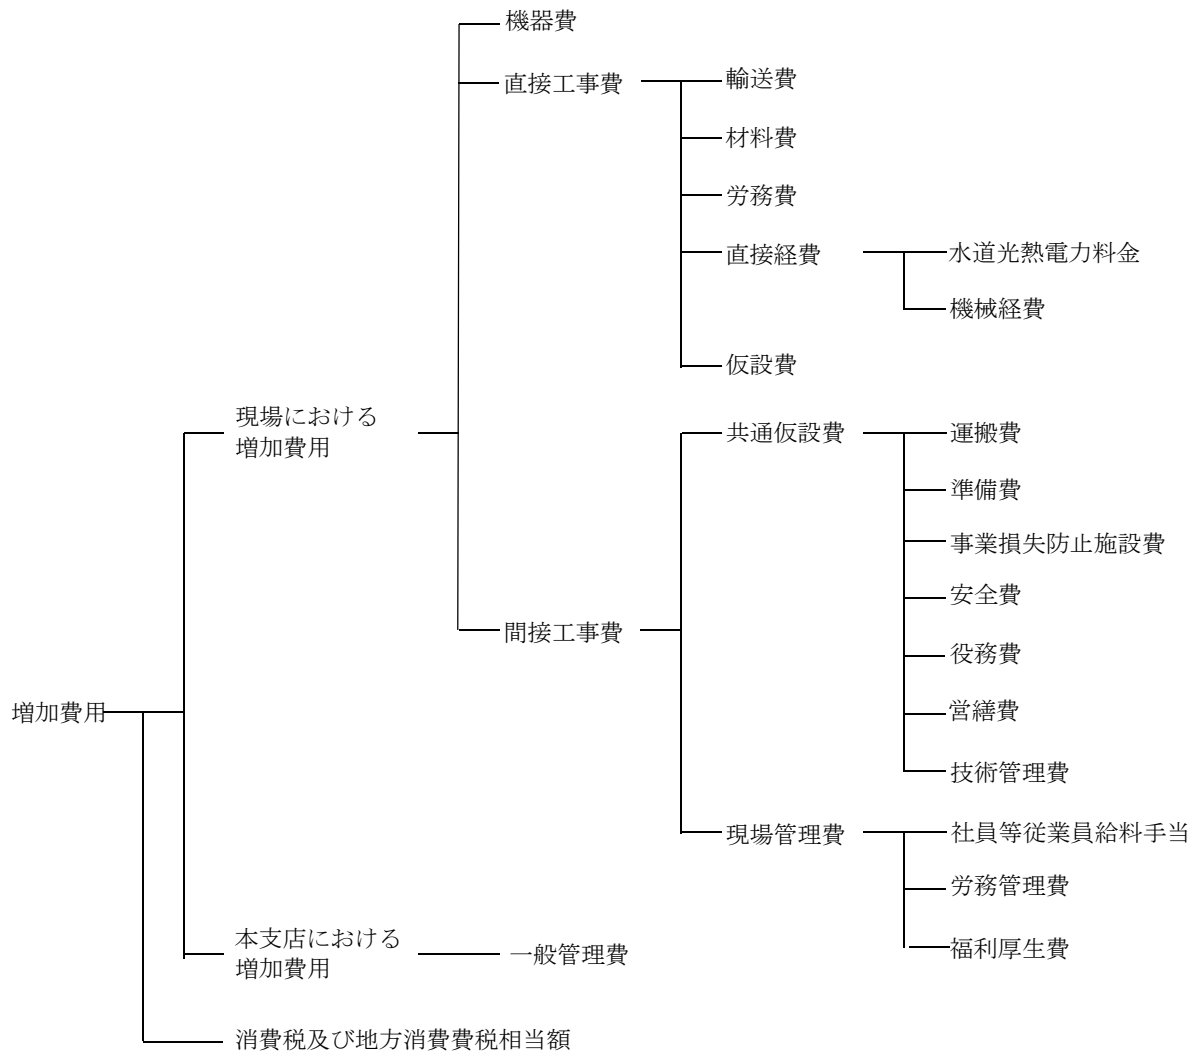 機器費
直接工事費
輸送費
材料費
労務費
直接経費
水道光熱電力料金
機械経費
仮設費
現場における
増加費用
共通仮設費
運搬費
準備費
事業損失防止施設費
安全費
間接工事費
役務費
増加費用
営繕費
技術管理費
現場管理費
社員等従業員給料手当
労務管理費
福利厚生費
本支店における
増加費用
一般管理費
消費税及び地方消費費税相当額